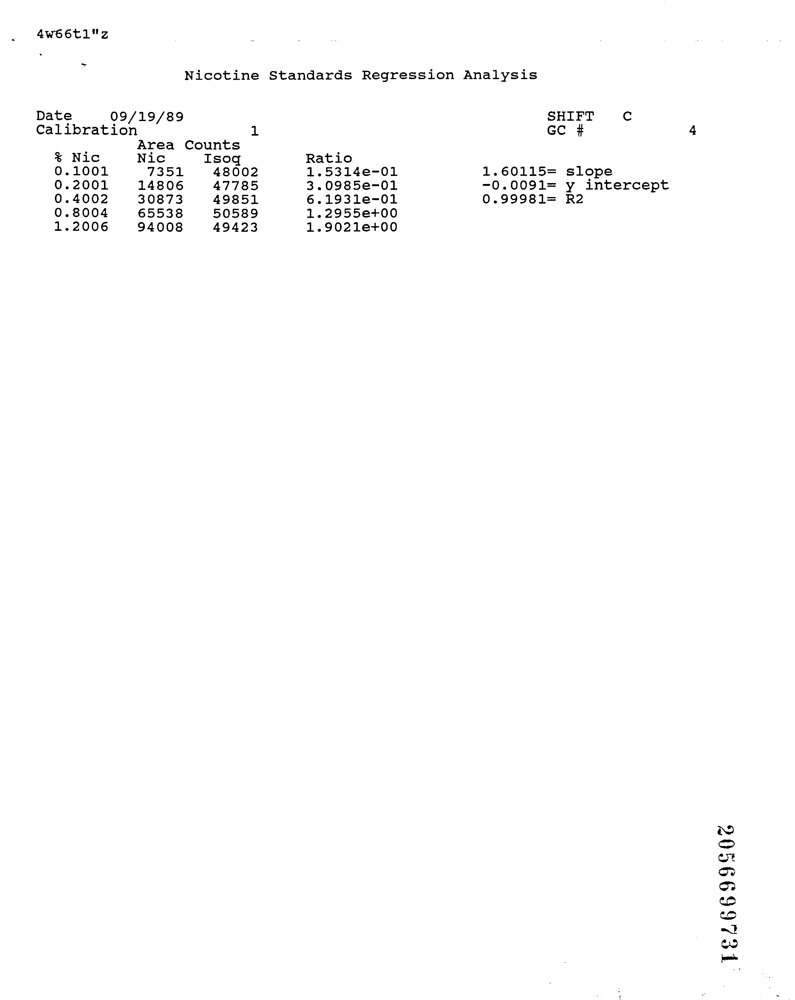 4w66t1"z
Nicotine Standards Regression Analysis
Date 09/19/89 SHIFT C
Calibration 1 GC # 4
Area Counts
% Nic Nic Isoq Ratio
0.1001 7351 48002 1.5314e-01 1.60115= slope
0.2001 14806 47785 3.0985e-01 -0.0091= y intercept
0.4002 30873 49851 6.1931e-01 0.99981= R2
0.8004 65538 50589 1.2955e+00
1.2006 94008 49423 1.9021e+00
2056699731